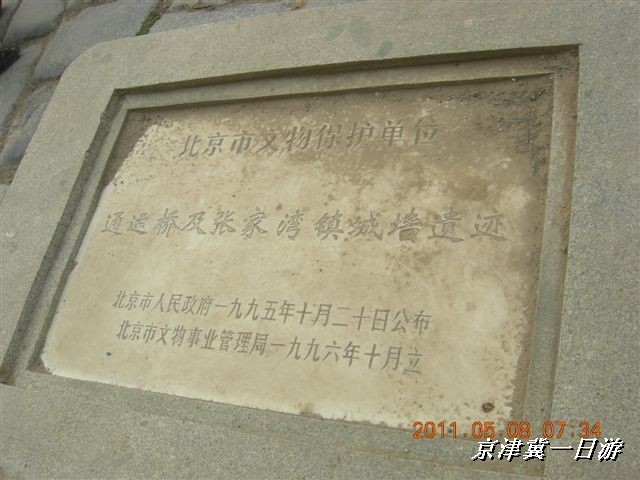 北京市文物保护单位
通运桥及张家湾镇城墙遗迹
北京市人民政府一九九五年十月二十日公布
北京市文物事业管理局一九九六年十月立
2011.05.08 07:34
京津冀一日游